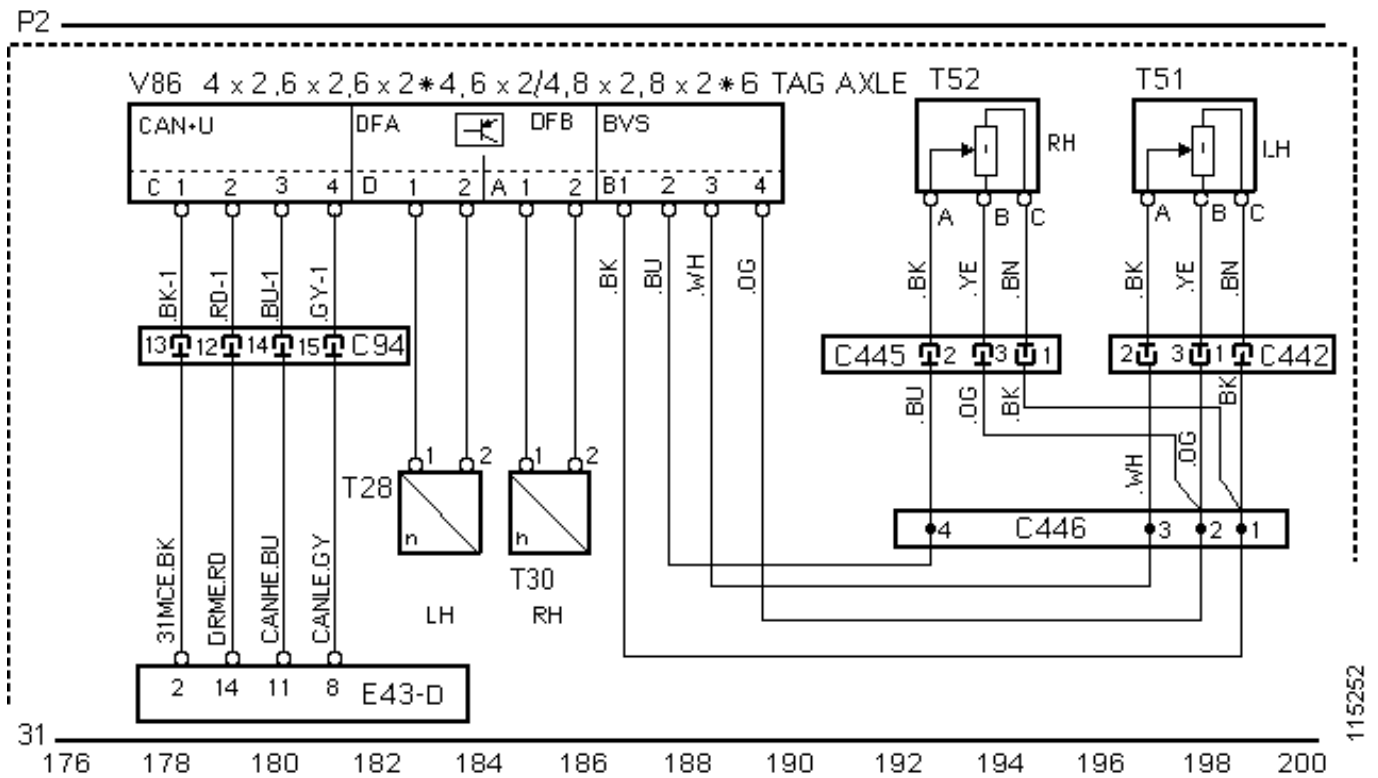 P2
V86 4 x 2,6 x 2,6 x 2*4,6 x 2/4,8 x 2,8 x 2*6 TAG AXLE
T52
T51
CAN+U
DFA
DFB
BVS
RH
LH
C 1 2 3 4 D 1 2 A 1 2 B1 2 3 4
A B C
A B C
.BK-1
.RD-1
.BU-1
.GY-1
.BK
.BU
.WH
.OG
.BK
.YE
.BN
.BK
.YE
.BN
13 12 14 15 C94
C445 2 3 1
2 3 1 C442
.BU
.OG
.BK
.WH
.OG
BK
1 2
1 2
T28
n
h
T30
LH
RH
4 C446 3 2 1
31MCE.BK
DRME.RD
CANHE.BU
CANLE.GY
2 14 11 8 E43-D
115252
31
176 178 180 182 184 186 188 190 192 194 196 198 200